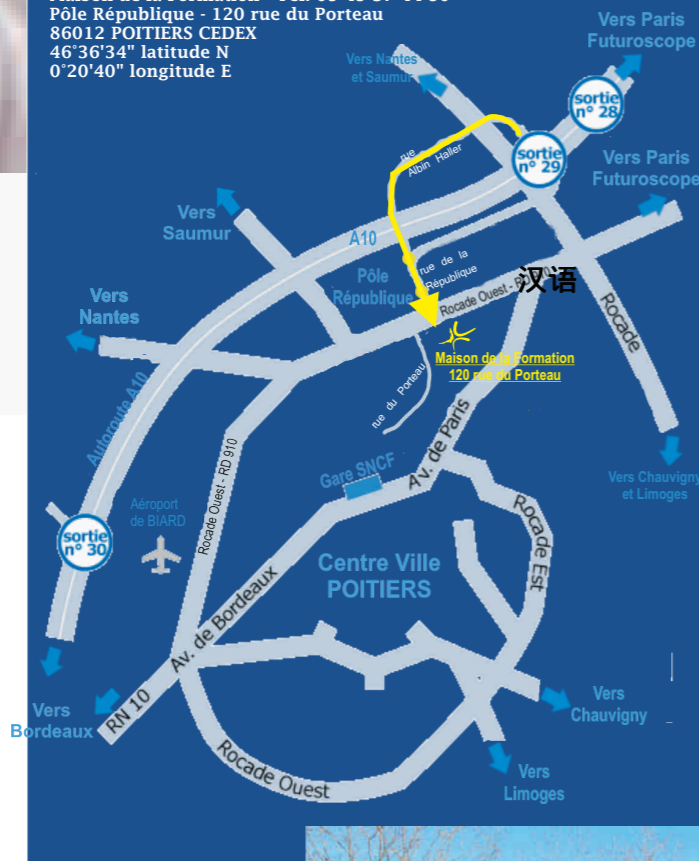 Pôle République - 120 rue du Porteau
86012 POITIERS CEDEX
46°36'34" latitude N
0°20'40" longitude E
Vers Paris
Futuroscope
Vers Nantes
et Saumur
sortie
n° 28
sortie
n° 29
Vers Paris
Futuroscope
rue
Albin Haller
Vers
Saumur
A10
Pôle
République
rue de la
République
Rocade Ouest - RD
汉语
Rocade
Vers
Nantes
Maison de la Formation
120 rue du Porteau
rue du Porteau
Autoroute A10
Rocade Ouest - RD 910
Gare SNCF
Av. de Paris
Vers Chauvigny
et Limoges
Aéroport
de BIARD
sortie
n° 30
Rocade Est
Centre Ville
POITIERS
Av. de Bordeaux
RN 10
Vers
Bordeaux
Vers
Chauvigny
Rocade Ouest
Vers
Limoges